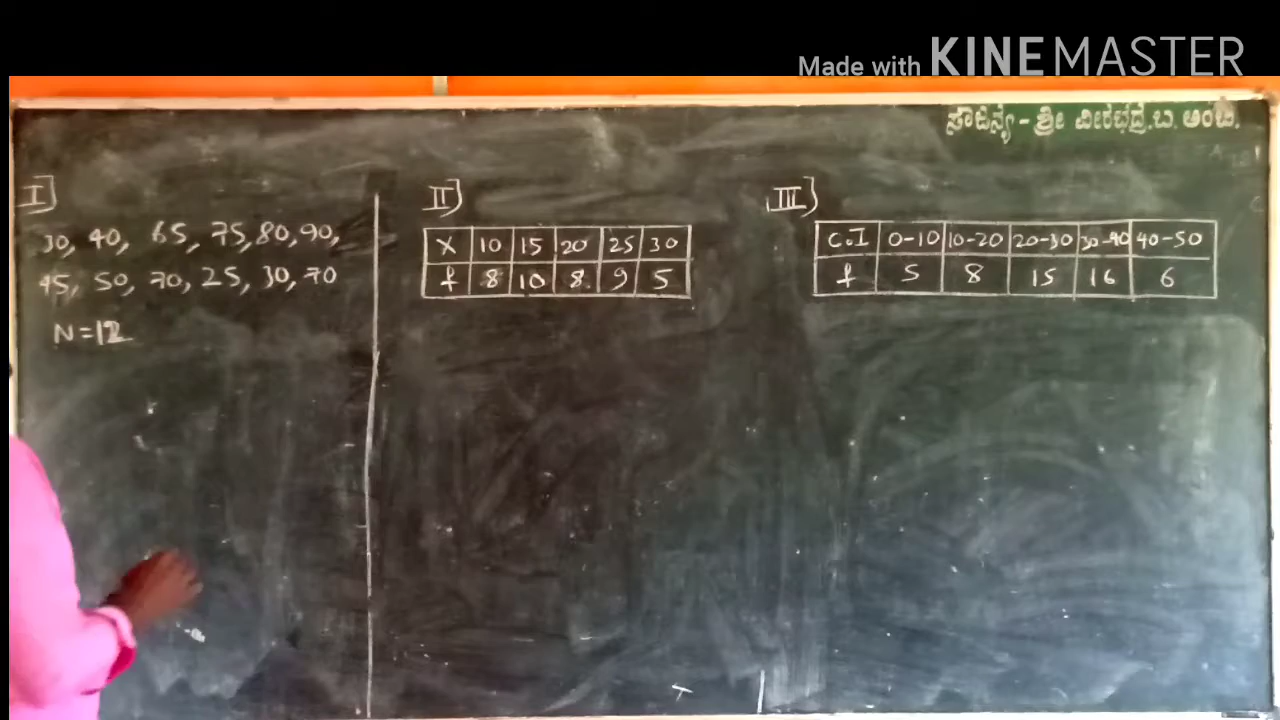 Made with KINEMASTER
ಸೌಜನ್ಯ - ಶ್ರೀ ವೀರಭದ್ರ.ಬ.
I]
30, 40, 65, 75, 80, 90,
45, 50, 70, 25, 30, 70
N = 12
II]
X 10 15 20 25 30
f 8 10 8 9 5
III]
C.I 0-10 10-20 20-30 30-40 40-50
f 5 8 15 16 6